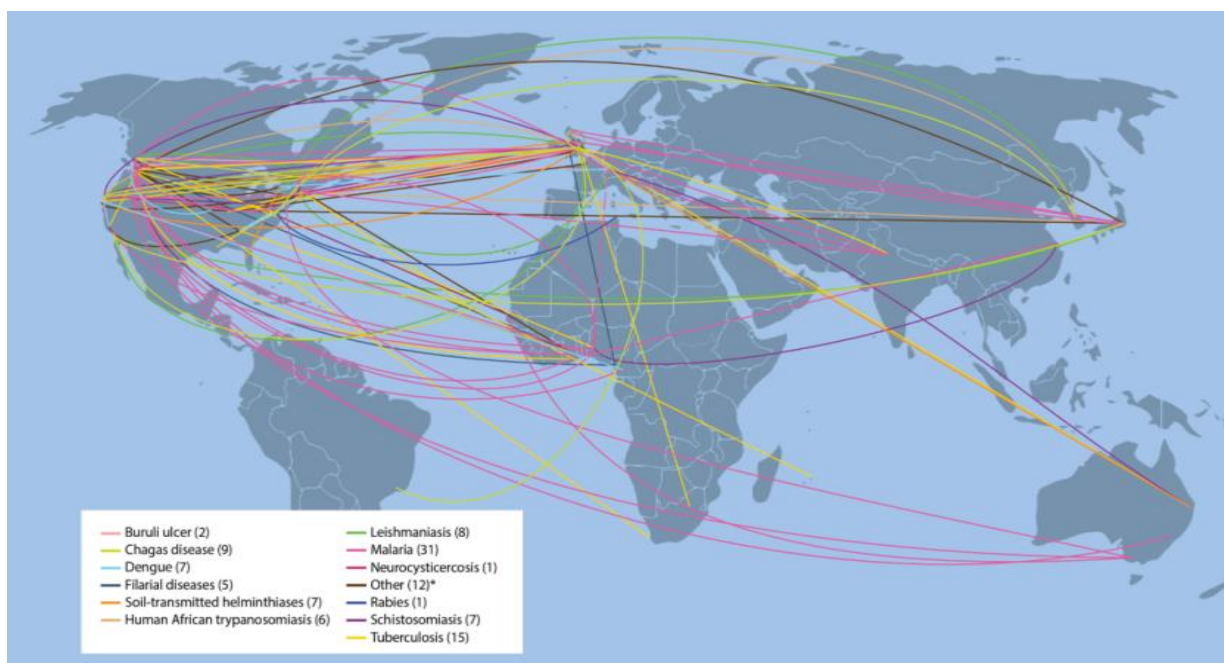 Buruli ulcer (2)
Chagas disease (9)
Dengue (7)
Filarial diseases (5)
Soil-transmitted helminthiases (7)
Human African trypanosomiasis (6)
Leishmaniasis (8)
Malaria (31)
Neurocysticercosis (1)
Other (12)*
Rabies (1)
Schistosomiasis (7)
Tuberculosis (15)